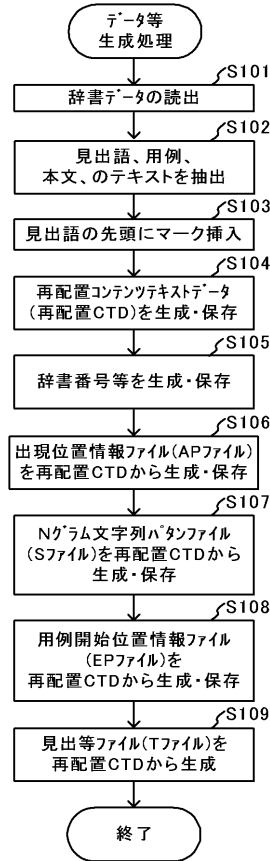 ﾃﾞｰﾀ等
生成処理
S101
辞書ﾃﾞｰﾀの読出
S102
見出語、用例、
本文、のテキストを抽出
S103
見出語の先頭にマーク挿入
S104
再配置ｺﾝﾃﾝﾂﾃｷｽﾄﾃﾞｰﾀ
(再配置CTD)を生成・保存
S105
辞書番号等を生成・保存
S106
出現位置情報ﾌｧｲﾙ(APﾌｧｲﾙ)
を再配置CTDから生成・保存
S107
Nｸﾞﾗﾑ文字列ﾊﾟﾀﾝﾌｧｲﾙ
(Sﾌｧｲﾙ)を再配置CTDから
生成・保存
S108
用例開始位置情報ﾌｧｲﾙ
(EPﾌｧｲﾙ)を
再配置CTDから生成・保存
S109
見出等ﾌｧｲﾙ(Tﾌｧｲﾙ)を
再配置CTDから生成
終了